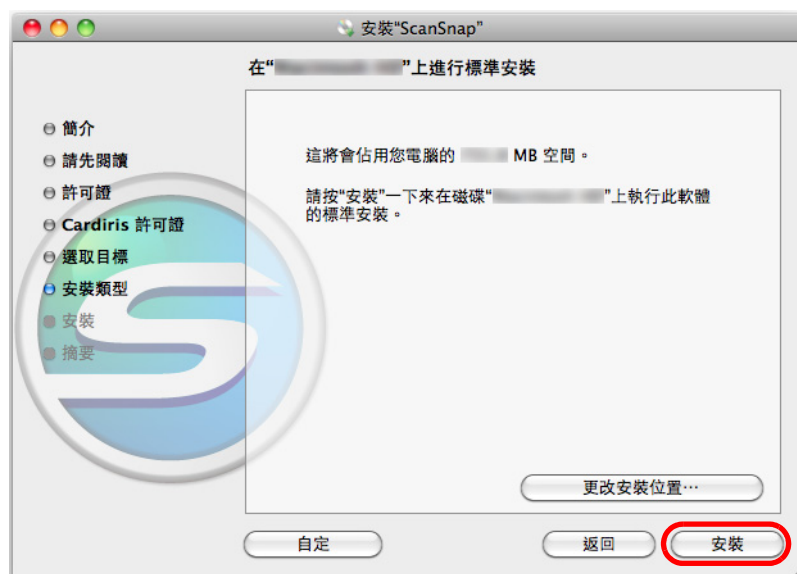 安裝“ScanSnap”
在“ ”上進行標準安裝
簡介
請先閱讀
許可證
Cardiris 許可證
選取目標
安裝類型
安裝
摘要
這將會佔用您電腦的 MB 空間。
請按“安裝”一下來在磁碟“ ”上執行此軟體
的標準安裝。
更改安裝位置…
自定
返回
安裝